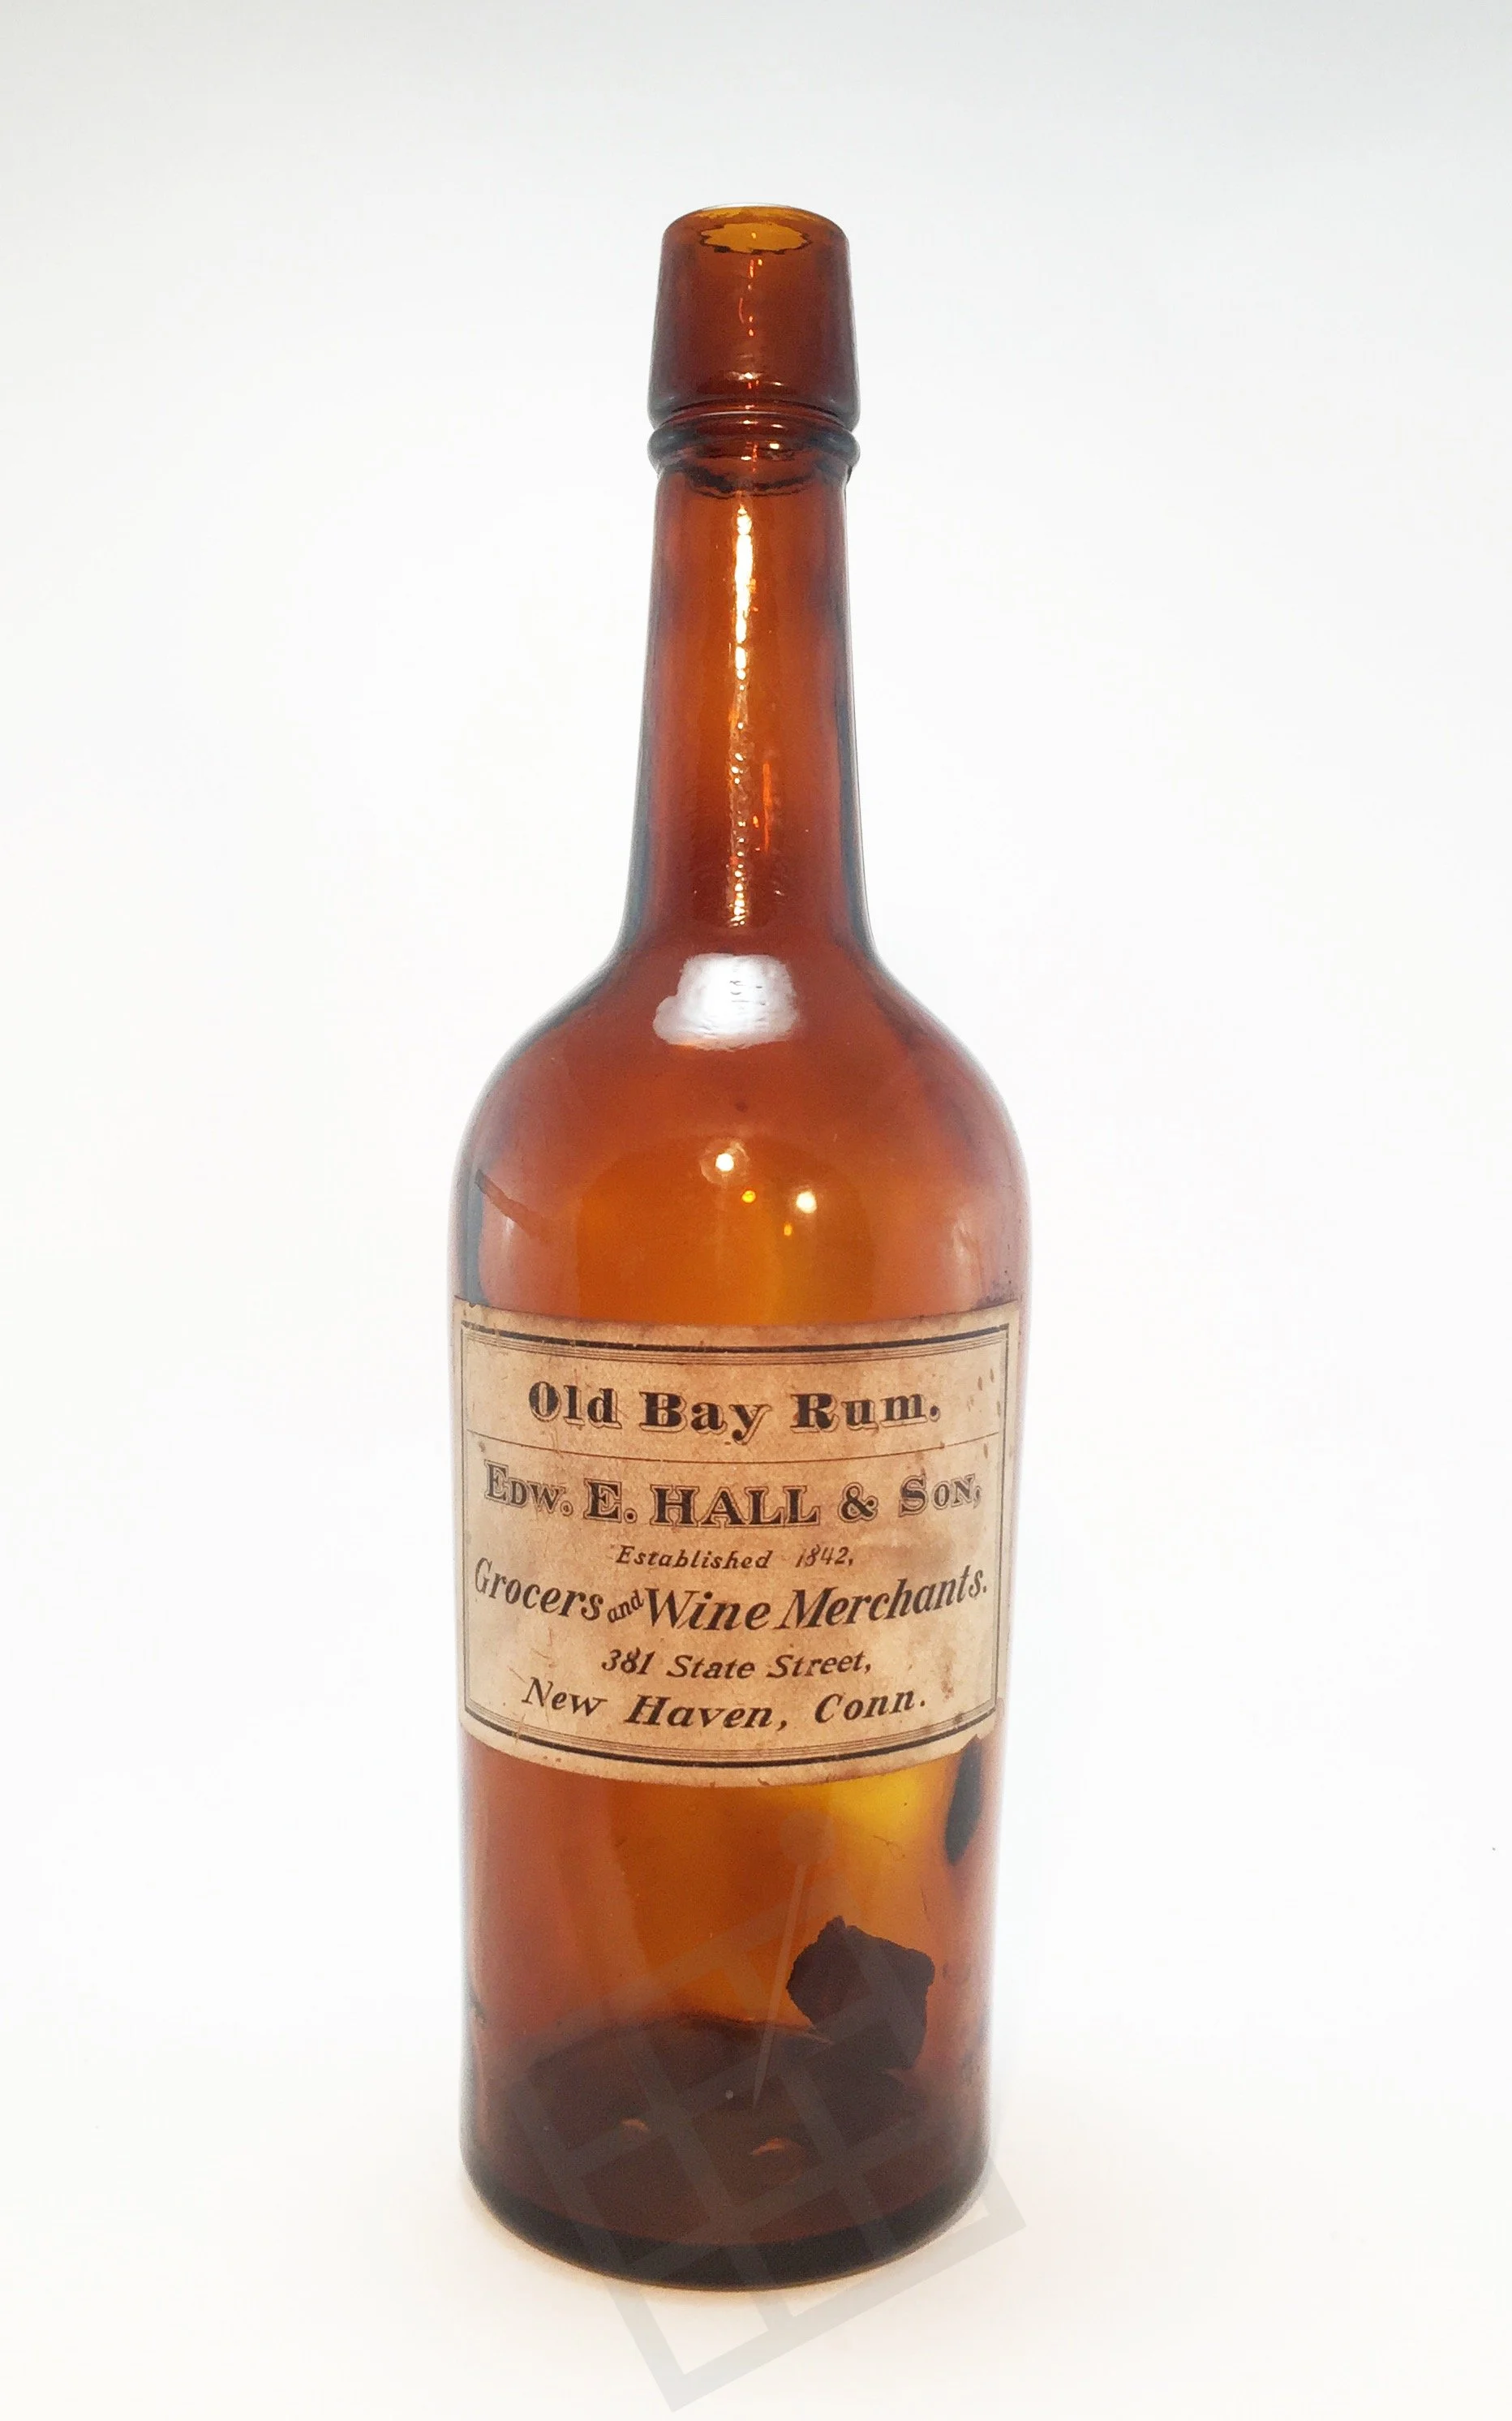 Old Bay Rum.
EDW. E. HALL & SON,
Established 1842,
Grocers and Wine Merchants.
381 State Street,
New Haven, Conn.